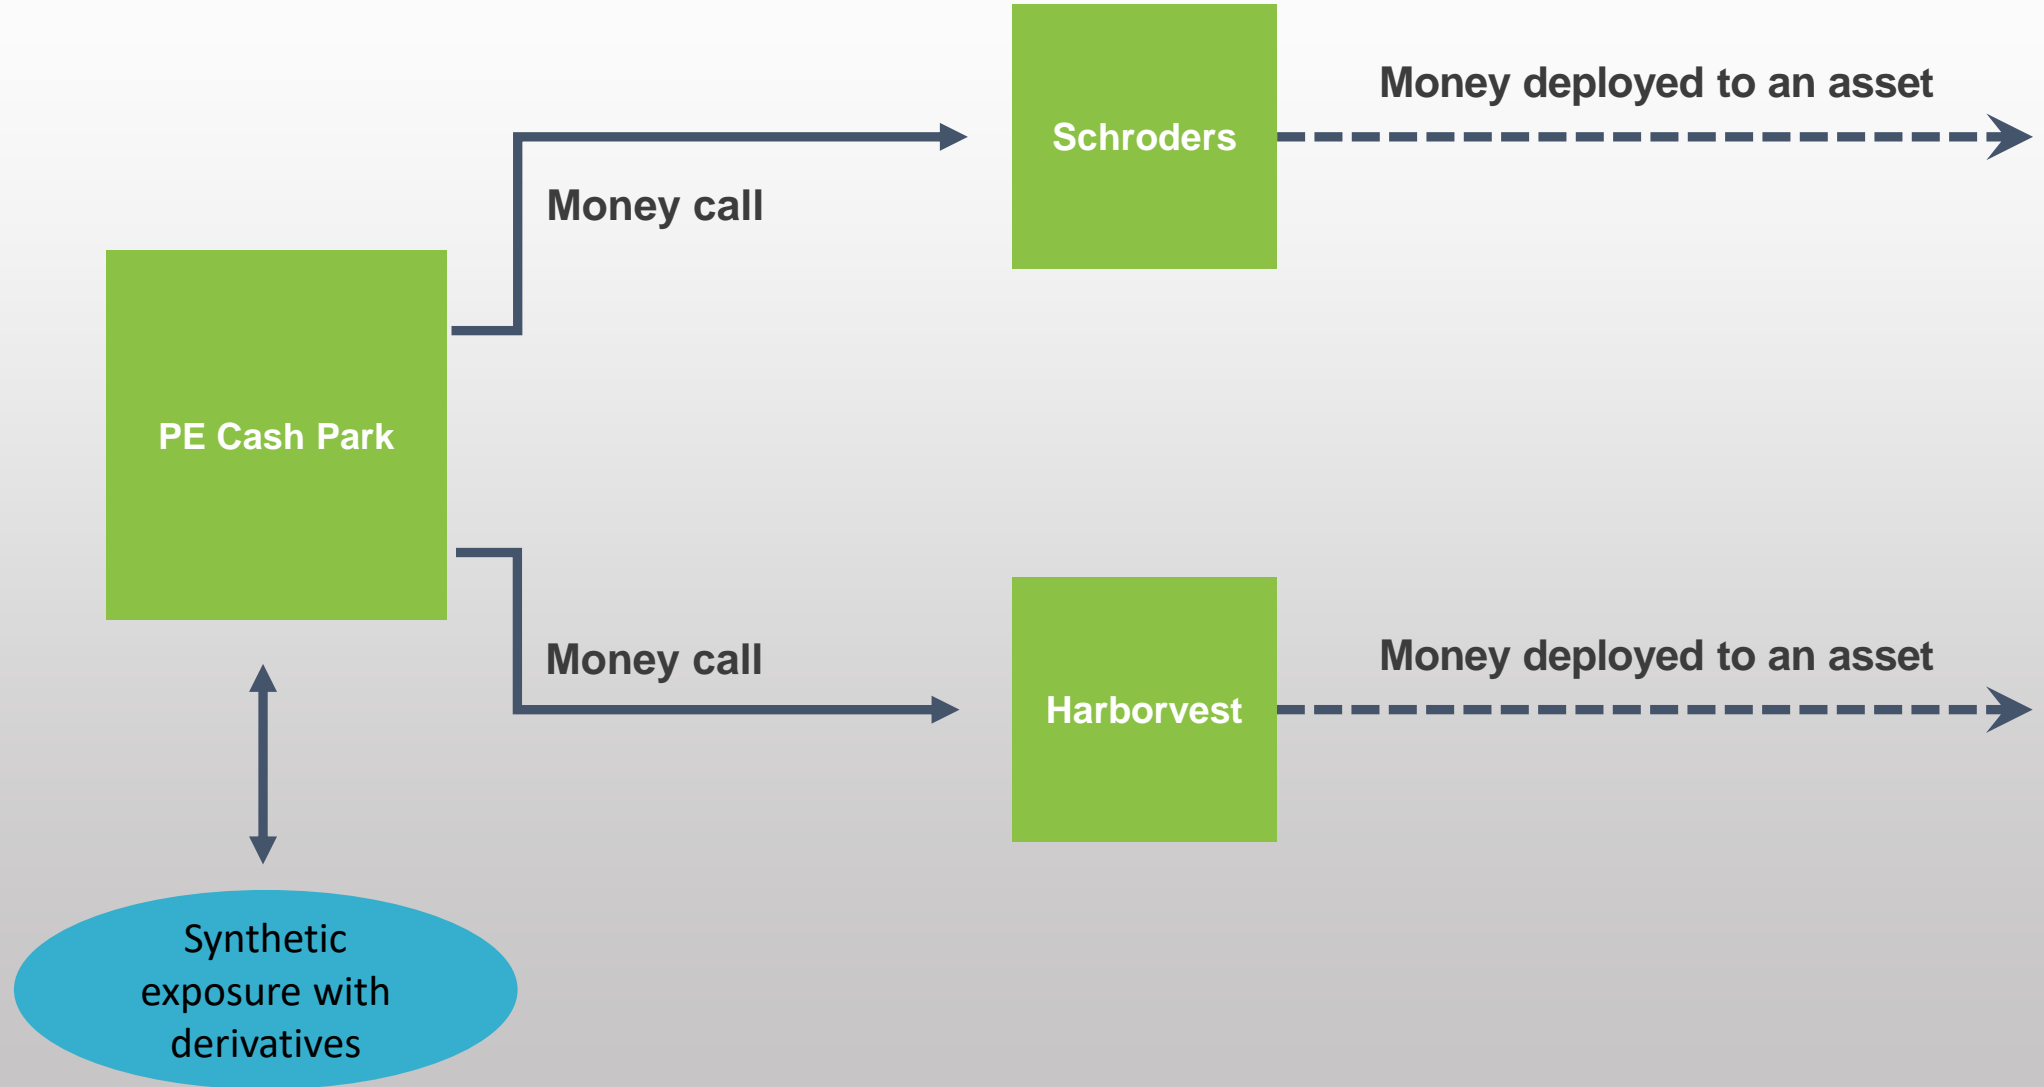 Schroders
Money deployed to an asset
Money call
PE Cash Park
Money call
Harborvest
Money deployed to an asset
Synthetic
exposure with
derivatives